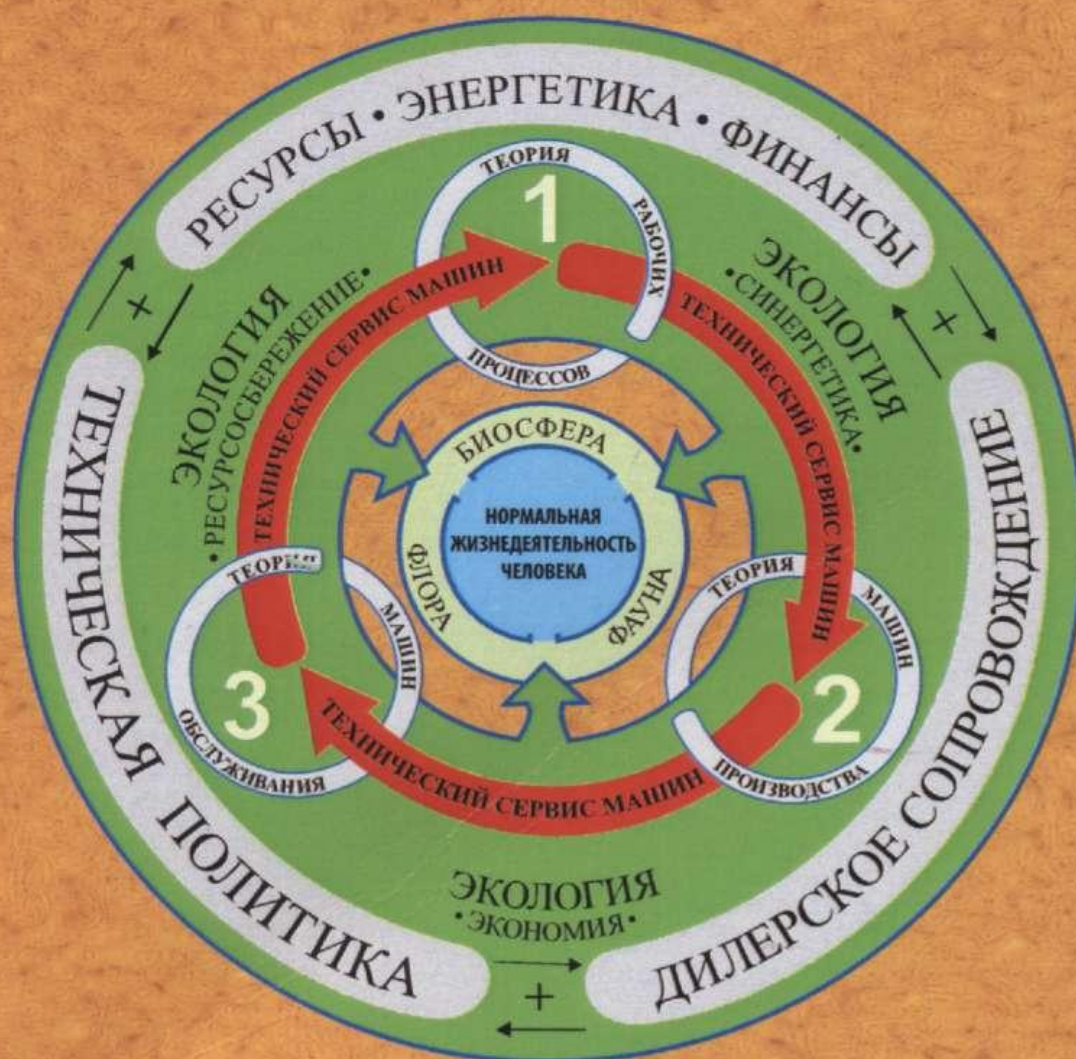 РЕСУРСЫ • ЭНЕРГЕТИКА • ФИНАНСЫ
ТЕОРИЯ
РАБОЧИХ
ПРОЦЕССОВ
1
ЭКОЛОГИЯ
•РЕСУРСОСБЕРЕЖЕНИЕ•
ТЕХНИЧЕСКИЙ СЕРВИС МАШИН
ЭКОЛОГИЯ
•СИНЕРГЕТИКА•
ТЕХНИЧЕСКИЙ СЕРВИС МАШИН
+
+
БИОСФЕРА
ФЛОРА
ФАУНА
НОРМАЛЬНАЯ
ЖИЗНЕДЕЯТЕЛЬНОСТЬ
ЧЕЛОВЕКА
ТЕОРИЯ
МАШИН
ОБСЛУЖИВАНИЯ
3
ТЕОРИЯ
МАШИН
ПРОИЗВОДСТВА
2
ТЕХНИЧЕСКИЙ СЕРВИС МАШИН
ТЕХНИЧЕСКАЯ ПОЛИТИКА
ДИЛЕРСКОЕ СОПРОВОЖДЕНИЕ
ЭКОЛОГИЯ
•ЭКОНОМИЯ•
+